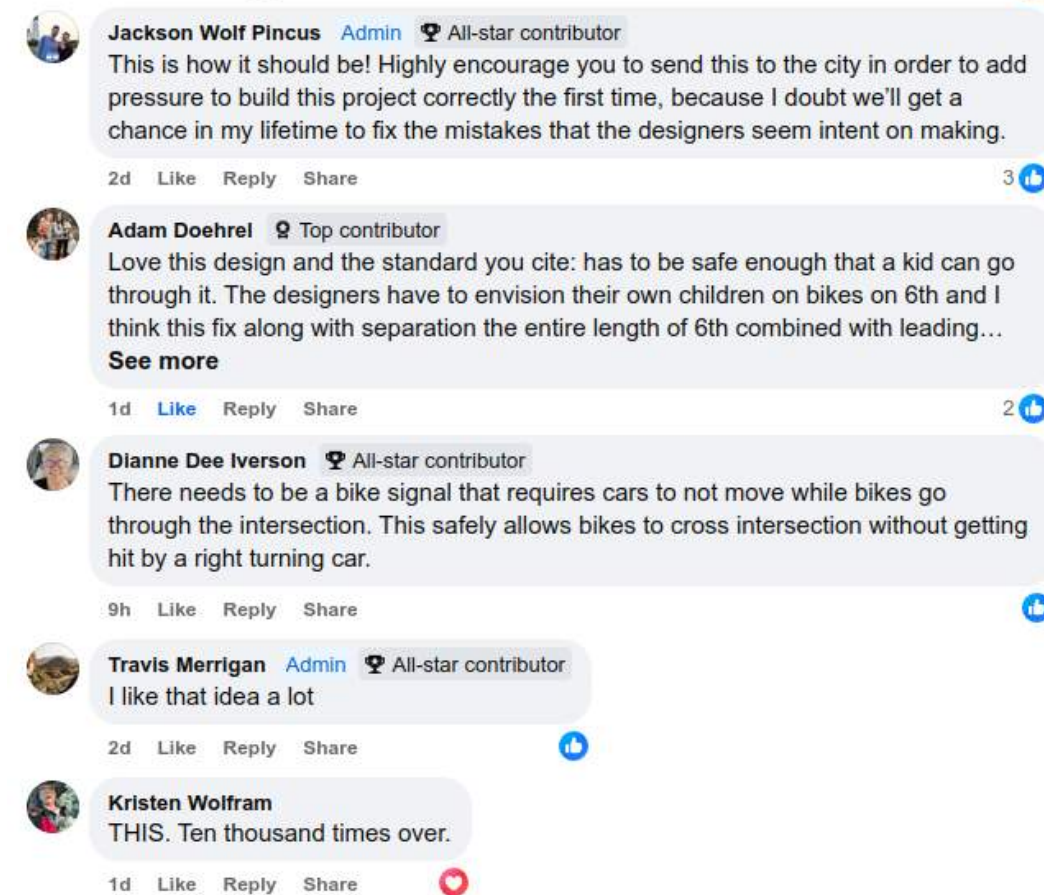 Jackson Wolf Pincus Admin All-star contributor
This is how it should be! Highly encourage you to send this to the city in order to add
pressure to build this project correctly the first time, because I doubt we'll get a
chance in my lifetime to fix the mistakes that the designers seem intent on making.
2d Like Reply Share 3
Adam Doehrel Top contributor
Love this design and the standard you cite: has to be safe enough that a kid can go
through it. The designers have to envision their own children on bikes on 6th and I
think this fix along with separation the entire length of 6th combined with leading…
See more
1d Like Reply Share 2
Dianne Dee Iverson All-star contributor
There needs to be a bike signal that requires cars to not move while bikes go
through the intersection. This safely allows bikes to cross intersection without getting
hit by a right turning car.
9h Like Reply Share
Travis Merrigan Admin All-star contributor
I like that idea a lot
2d Like Reply Share
Kristen Wolfram
THIS. Ten thousand times over.
1d Like Reply Share